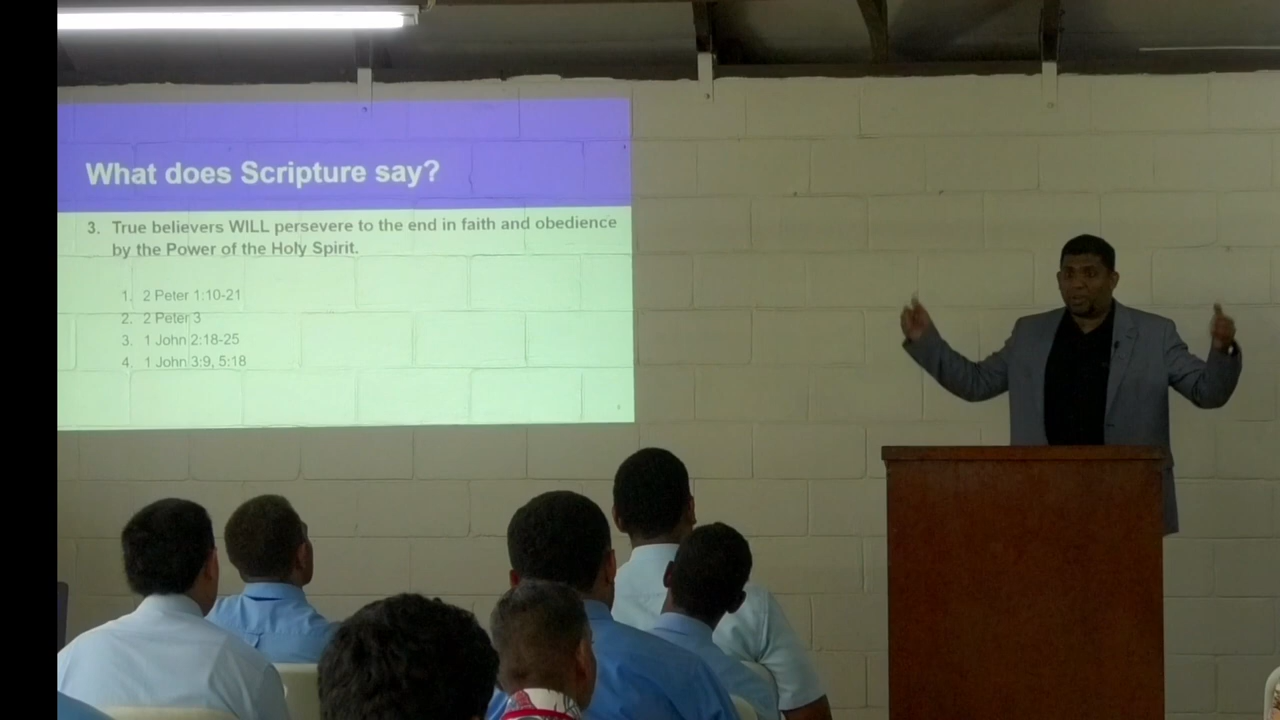 What does Scripture say?
3. True believers WILL persevere to the end in faith and obedience
by the Power of the Holy Spirit.
1. 2 Peter 1:10-21
2. 2 Peter 3
3. 1 John 2:18-25
4. 1 John 3:9, 5:18